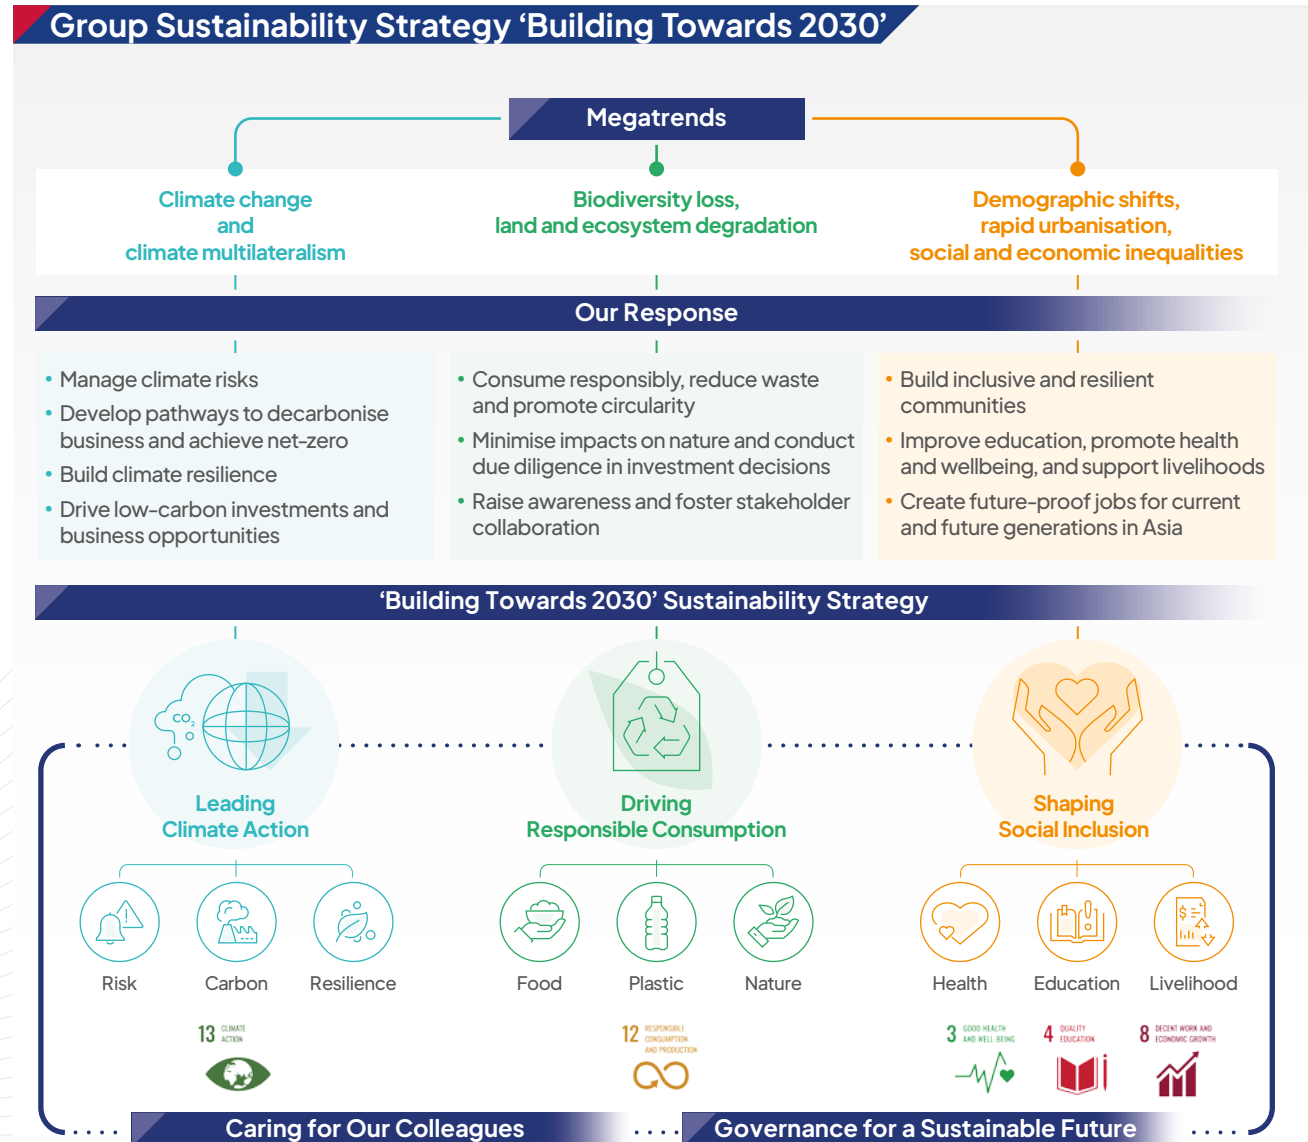 Group Sustainability Strategy ‘Building Towards 2030’
Megatrends
Climate change
and
climate multilateralism
Biodiversity loss,
land and ecosystem degradation
Demographic shifts,
rapid urbanisation,
social and economic inequalities
Our Response
• Manage climate risks
• Develop pathways to decarbonise
business and achieve net-zero
• Build climate resilience
• Drive low-carbon investments and
business opportunities
• Consume responsibly, reduce waste
and promote circularity
• Minimise impacts on nature and conduct
due diligence in investment decisions
• Raise awareness and foster stakeholder
collaboration
• Build inclusive and resilient
communities
• Improve education, promote health
and wellbeing, and support livelihoods
• Create future-proof jobs for current
and future generations in Asia
‘Building Towards 2030’ Sustainability Strategy
CO2
Leading
Climate Action
Driving
Responsible Consumption
Shaping
Social Inclusion
$
Risk
Carbon
Resilience
Food
Plastic
Nature
Health
Education
Livelihood
13 CLIMATE
ACTION
12 RESPONSIBLE
CONSUMPTION
AND PRODUCTION
3 GOOD HEALTH
AND WELL-BEING
4 QUALITY
EDUCATION
8 DECENT WORK AND
ECONOMIC GROWTH
Caring for Our Colleagues
Governance for a Sustainable Future